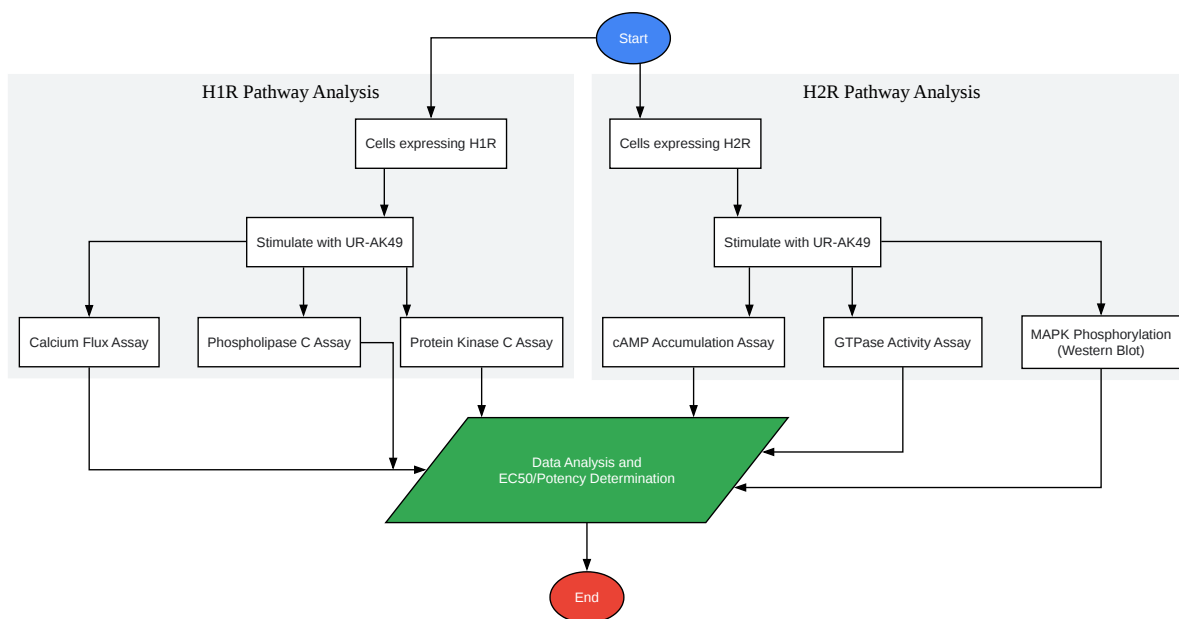 Start
H1R Pathway Analysis
H2R Pathway Analysis
Cells expressing H1R
Cells expressing H2R
Stimulate with UR-AK49
Stimulate with UR-AK49
Calcium Flux Assay
Phospholipase C Assay
Protein Kinase C Assay
cAMP Accumulation Assay
GTPase Activity Assay
MAPK Phosphorylation
(Western Blot)
Data Analysis and
EC50/Potency Determination
End